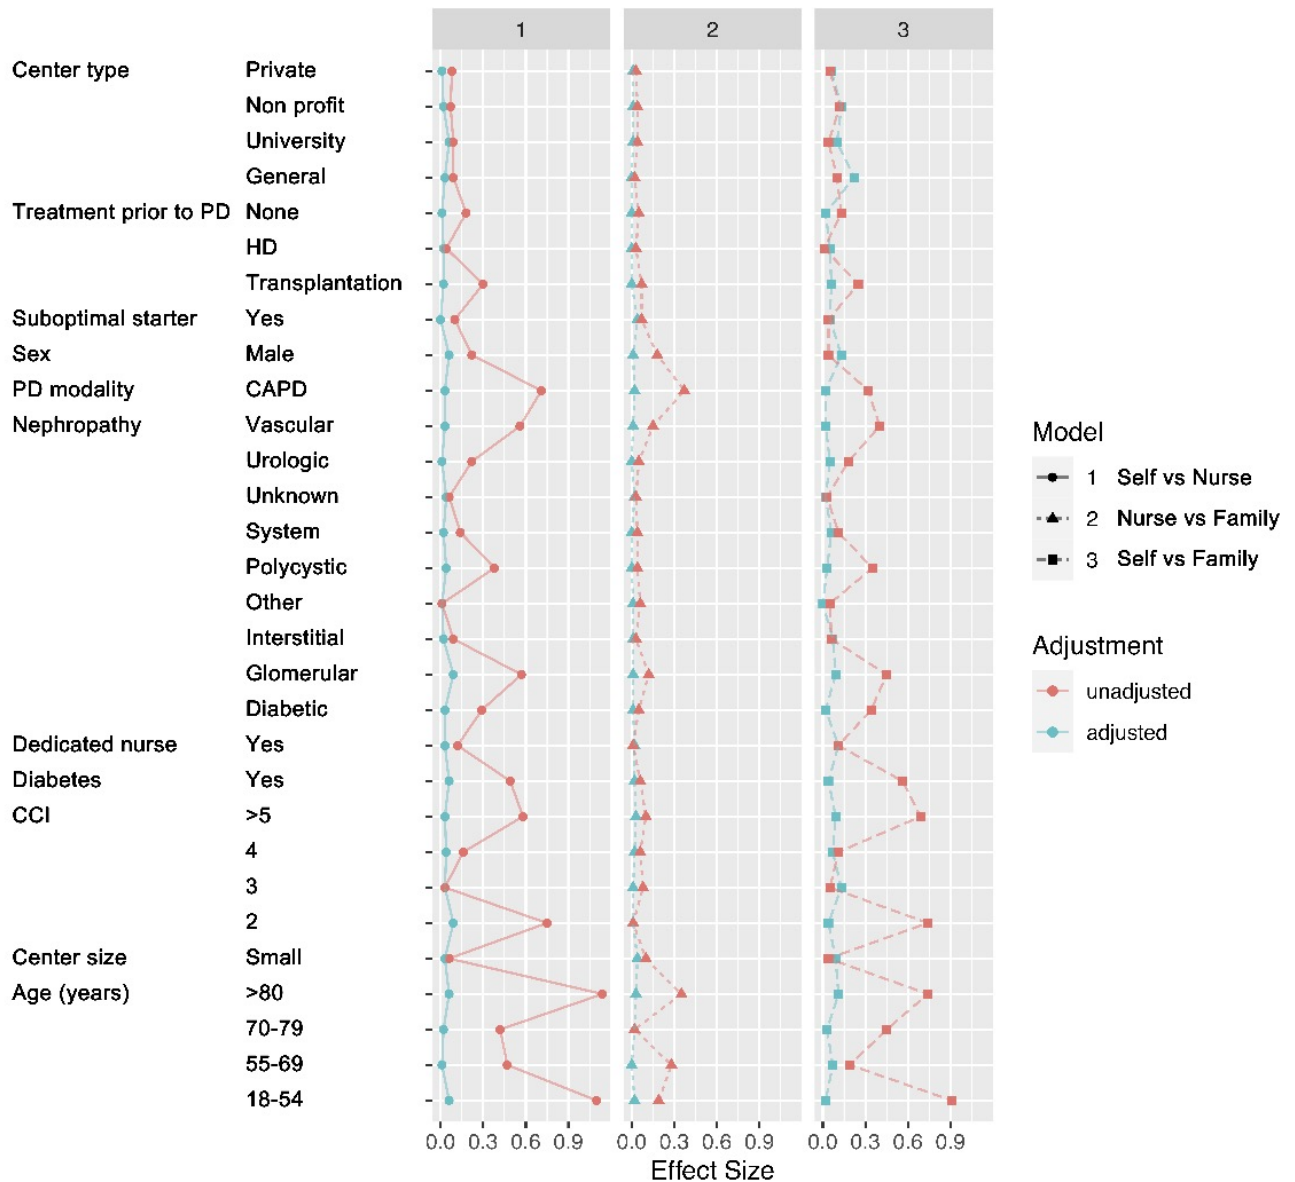 1 2 3
Center type Private
Non profit
University
General
Treatment prior to PD None
HD
Transplantation
Suboptimal starter Yes
Sex Male
PD modality CAPD
Nephropathy Vascular
Urologic
Unknown
System
Polycystic
Other
Interstitial
Glomerular
Diabetic
Dedicated nurse Yes
Diabetes Yes
CCI >5
4
3
2
Center size Small
Age (years) >80
70-79
55-69
18-54
0.0 0.3 0.6 0.9 0.0 0.3 0.6 0.9 0.0 0.3 0.6 0.9
Effect Size
Model
1 Self vs Nurse
2 Nurse vs Family
3 Self vs Family
Adjustment
unadjusted
adjusted